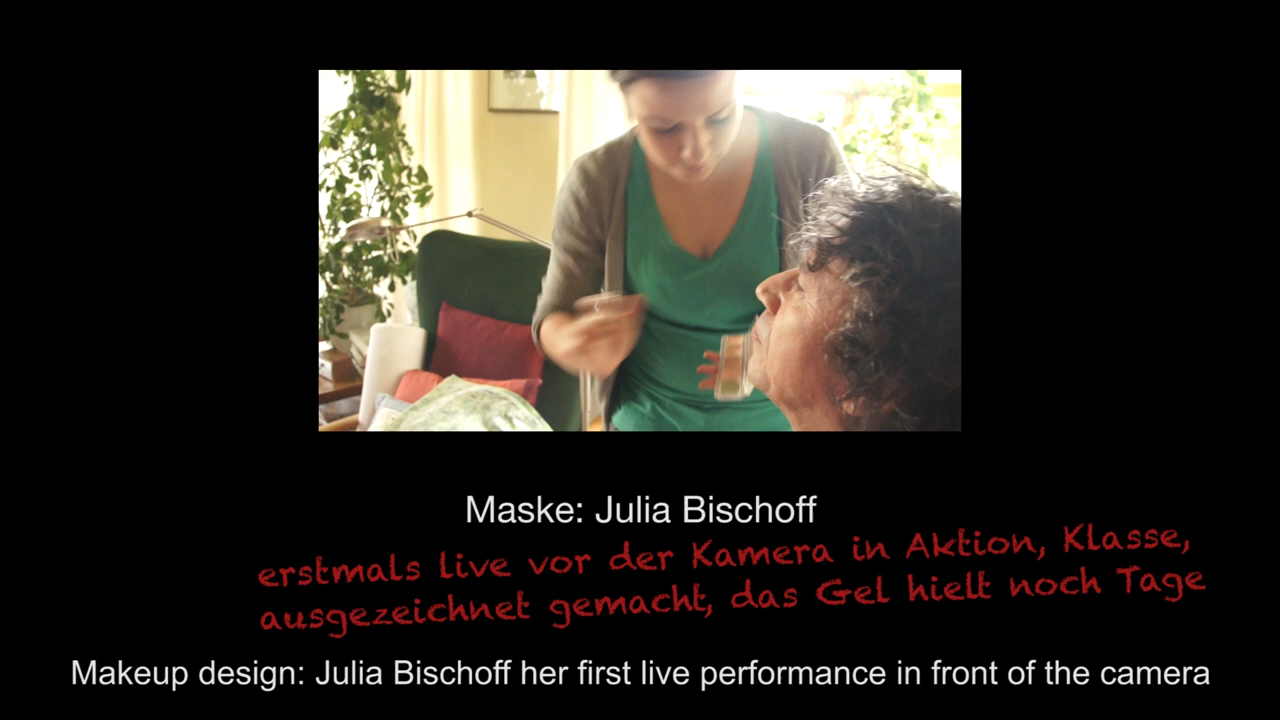 Maske: Julia Bischoff
erstmals live vor der Kamera in Aktion, Klasse,
ausgezeichnet gemacht, das Gel hielt noch Tage
Makeup design: Julia Bischoff her first live performance in front of the camera